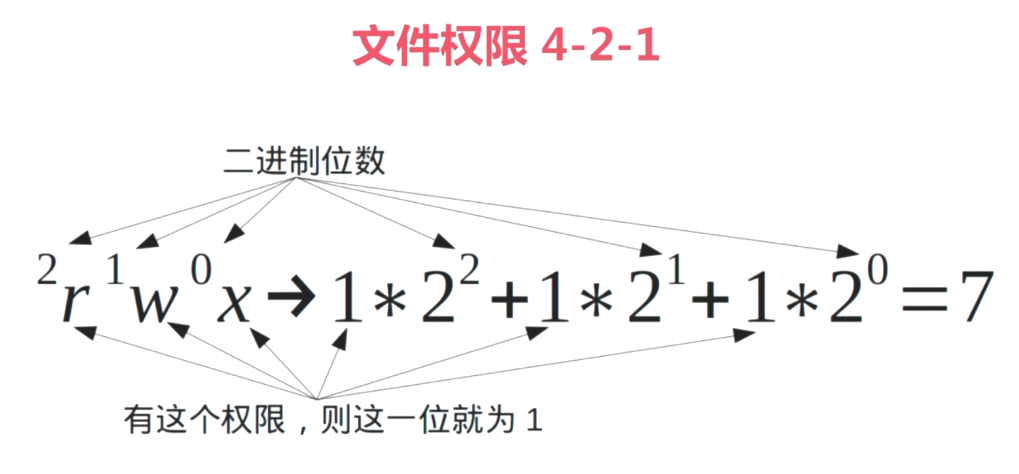 文件权限 4-2-1
二进制位数
²r ¹w ⁰x → 1*2² + 1*2¹ + 1*2⁰ = 7
有这个权限，则这一位就为 1